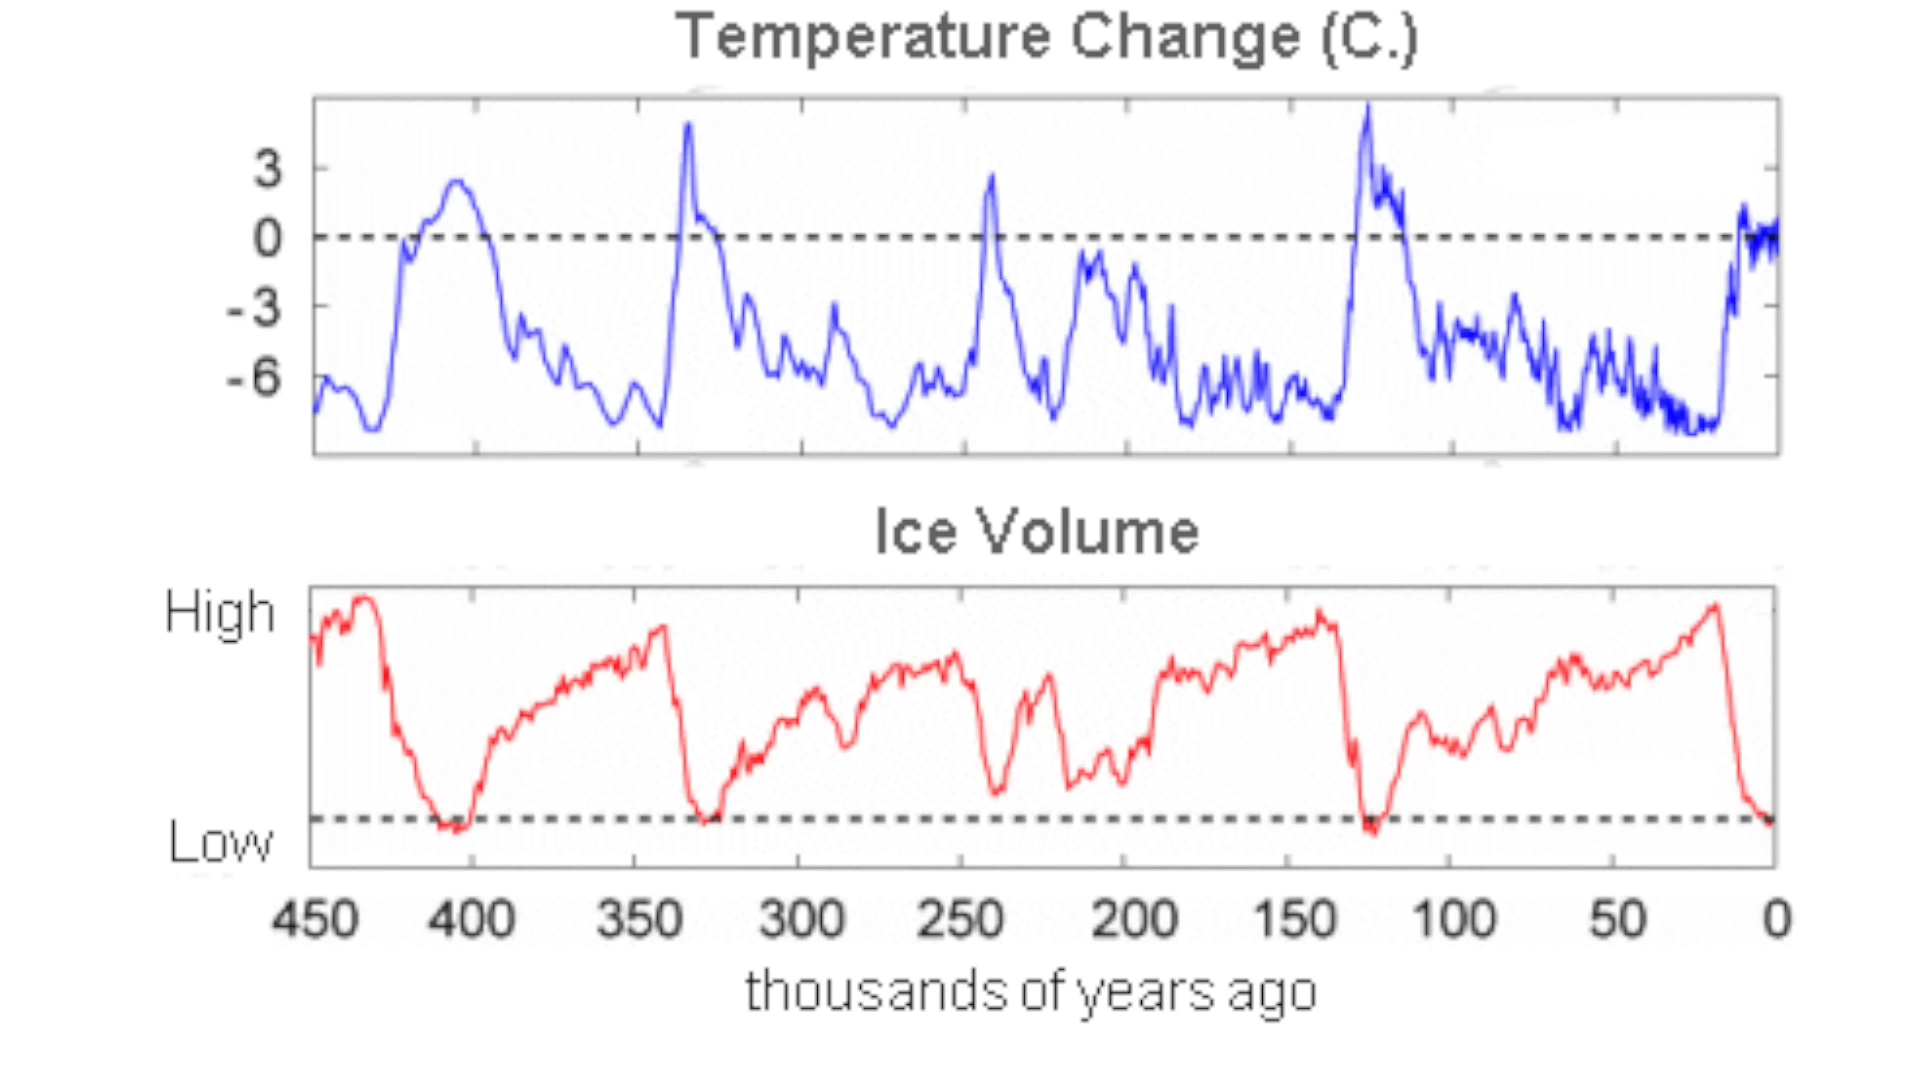 Temperature Change (C.)
3
0
-3
-6
Ice Volume
High
Low
450 400 350 300 250 200 150 100 50 0
thousands of years ago